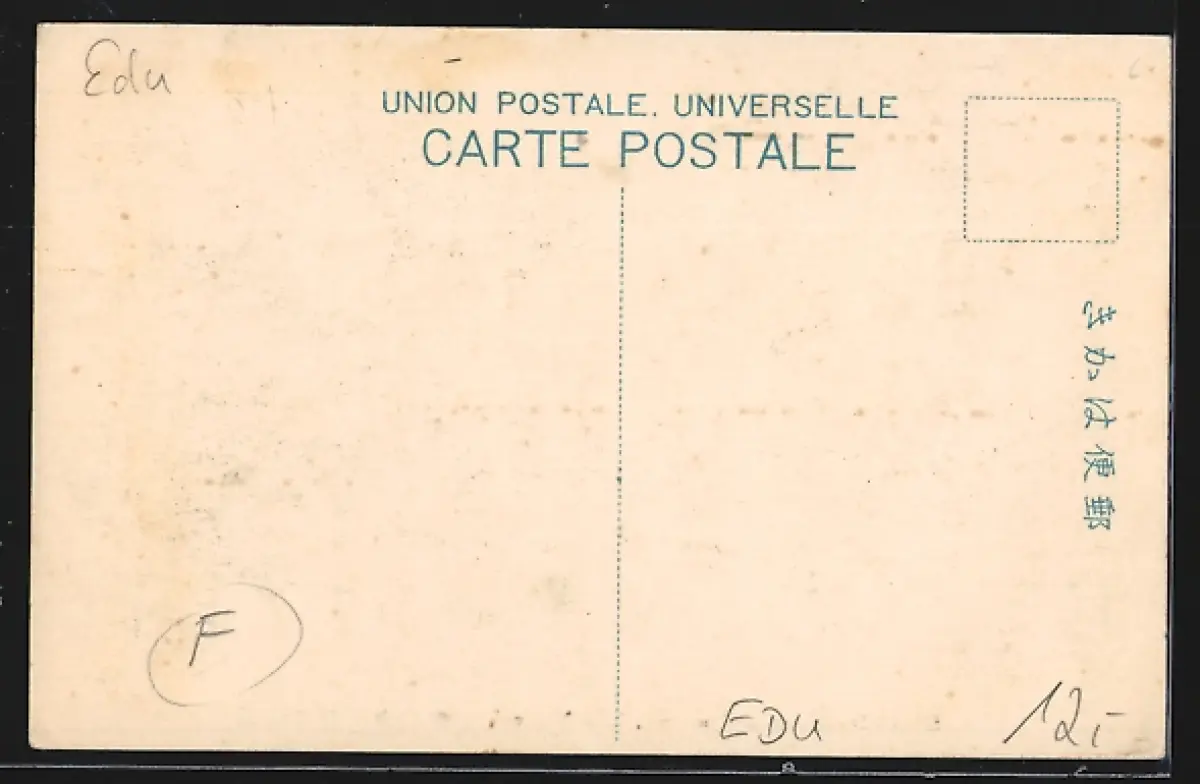 Edu
UNION POSTALE. UNIVERSELLE
CARTE POSTALE
郵便はかき
F
EDU
12,-